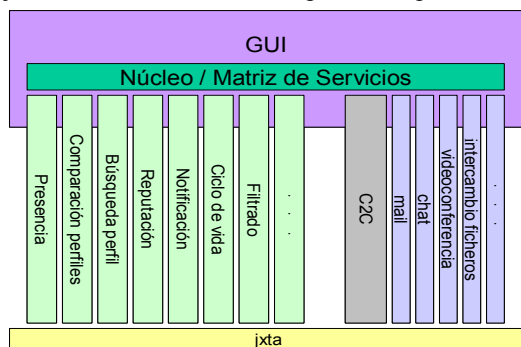 GUI
Núcleo / Matriz de Servicios
Presencia
Comparación perfiles
Búsqueda perfil
Reputación
Notificación
Ciclo de vida
Filtrado
. . .
C2C
mail
chat
videoconferencia
intercambio ficheros
. . .
jxta